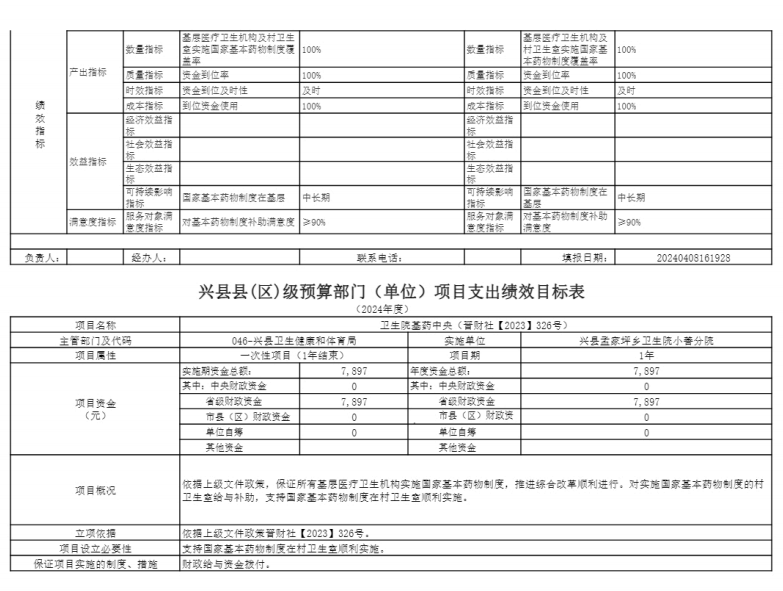 绩效指标
产出指标
数量指标 基层医疗卫生机构及村卫生室实施国家基本药物制度覆盖率 100% 数量指标 基层医疗卫生机构及村卫生室实施国家基本药物制度覆盖率 100%
质量指标 资金到位率 100% 质量指标 资金到位率 100%
时效指标 资金到位及时性 及时 时效指标 资金到位及时性 及时
成本指标 到位资金使用 100% 成本指标 到位资金使用 100%
效益指标
经济效益指标 经济效益指标
社会效益指标 社会效益指标
生态效益指标 生态效益指标
可持续影响指标 国家基本药物制度在基层 中长期 可持续影响指标 国家基本药物制度在基层 中长期
满意度指标 服务对象满意度指标 对基本药物制度补助满意度 ≥90% 服务对象满意度指标 对基本药物制度补助满意度 ≥90%
负责人: 经办人: 联系电话: 填报日期: 20240408161928
兴县县(区)级预算部门（单位）项目支出绩效目标表
（2024年度）
项目名称 卫生院基药中央（晋财社【2023】326号）
主管部门及代码 046-兴县卫生健康和体育局 实施单位 兴县孟家坪乡卫生院小善分院
项目属性 一次性项目（1年结束） 项目期 1年
项目资金（元）
实施期资金总额: 7,897 年度资金总额: 7,897
其中: 中央财政资金 0 其中: 中央财政资金 0
省级财政资金 7,897 省级财政资金 7,897
市县（区）财政资金 0 市县（区）财政资 0
单位自筹 0 单位自筹 0
其他资金 其他资金
项目概况 依据上级文件政策，保证所有基层医疗卫生机构实施国家基本药物制度，推进综合改革顺利进行。对实施国家基本药物制度的村
卫生室给与补助，支持国家基本药物制度在村卫生室顺利实施。
立项依据 依据上级文件政策晋财社【2023】326号。
项目设立必要性 支持国家基本药物制度在村卫生室顺利实施。
保证项目实施的制度、措施 财政给与资金拨付。